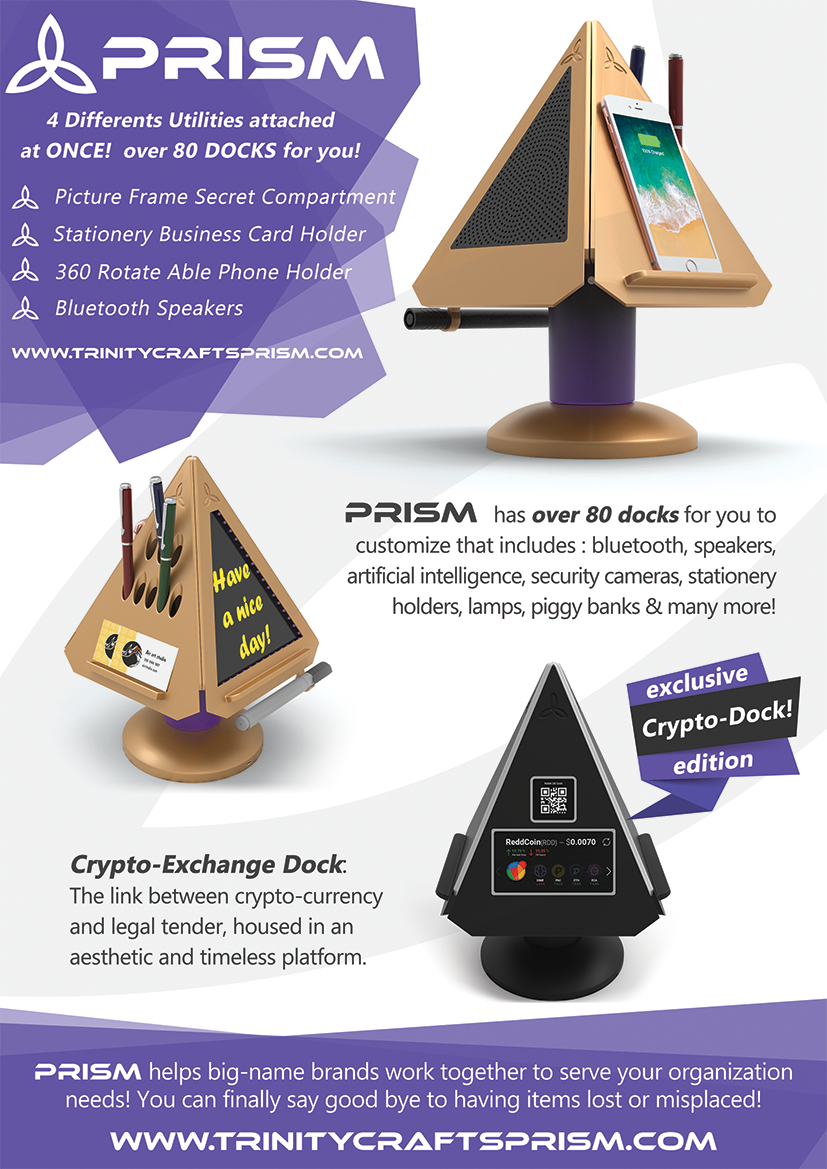 PRISM
4 Differents Utilities attached
at ONCE! over 80 DOCKS for you!
Picture Frame Secret Compartment
Stationery Business Card Holder
360 Rotate Able Phone Holder
Bluetooth Speakers
WWW.TRINITYCRAFTSPRISM.COM
100% Charged
PRISM has over 80 docks for you to
customize that includes : bluetooth, speakers,
artificial intelligence, security cameras, stationery
holders, lamps, piggy banks & many more!
Have
a nice
day!
exclusive
Crypto-Dock!
edition
ReddCoin(RDD) – $0.0070
Crypto-Exchange Dock:
The link between crypto-currency
and legal tender, housed in an
aesthetic and timeless platform.
PRISM helps big-name brands work together to serve your organization
needs! You can finally say good bye to having items lost or misplaced!
WWW.TRINITYCRAFTSPRISM.COM